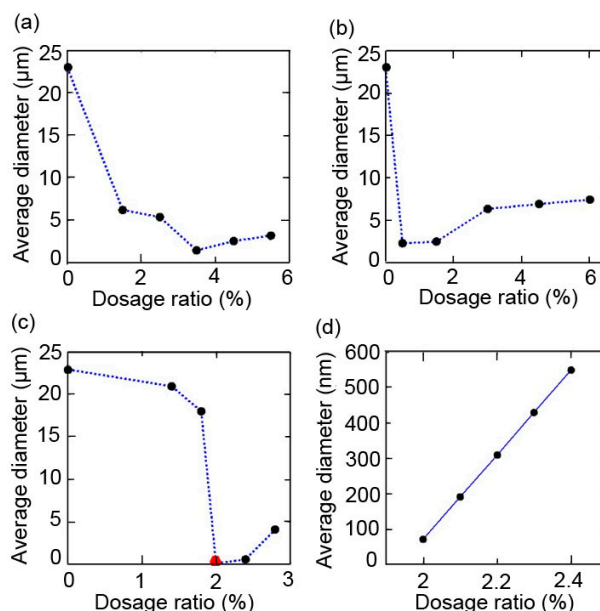 (a)
Average diameter (μm)
25
20
15
10
5
0
0 2 4 6
Dosage ratio (%)
(b)
Average diameter (μm)
25
20
15
10
5
0
0 2 4 6
Dosage ratio (%)
(c)
Average diameter (μm)
25
20
15
10
5
0
0 1 2 3
Dosage ratio (%)
(d)
Average diameter (nm)
600
500
400
300
200
100
0
2 2.2 2.4
Dosage ratio (%)